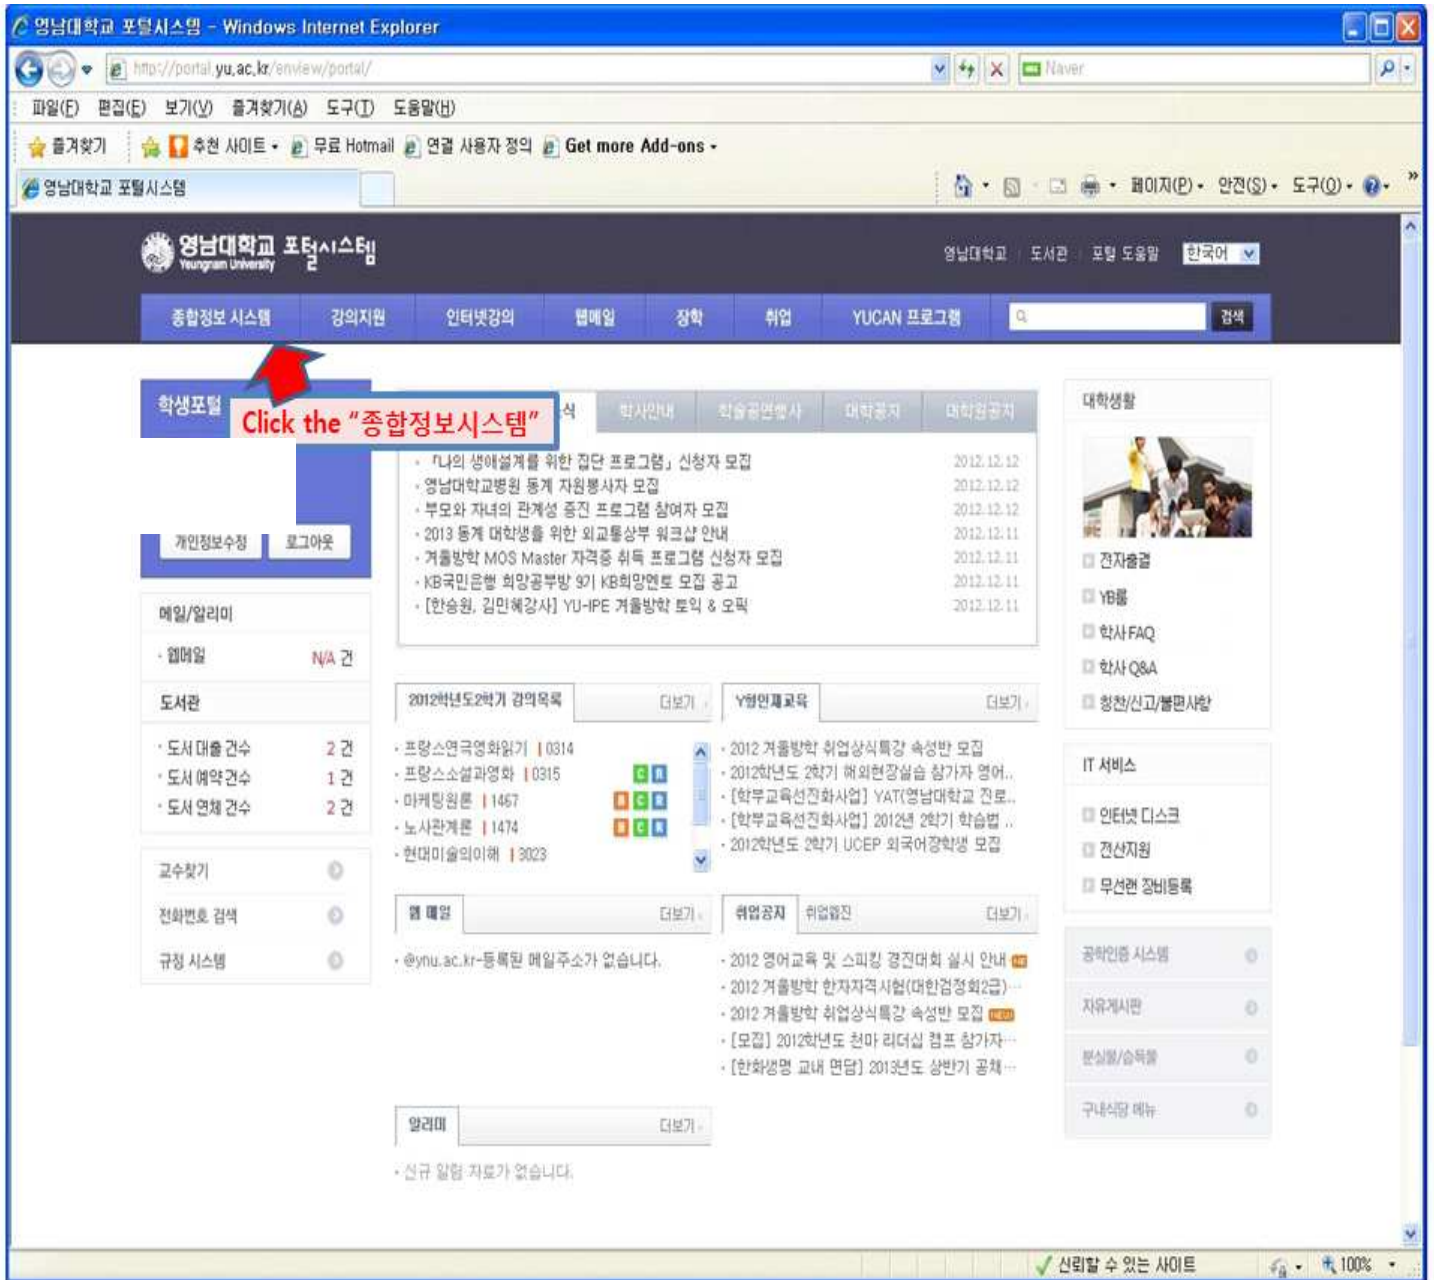 영남대학교 포털시스템 - Windows Internet Explorer
http://portal.yu.ac.kr/enview/portal/
Naver
파일(F) 편집(E) 보기(V) 즐겨찾기(A) 도구(T) 도움말(H)
즐겨찾기 추천 사이트 무료 Hotmail 연결 사용자 정의 Get more Add-ons
영남대학교 포털시스템
페이지(P) 안전(S) 도구(O)
영남대학교 포털시스템
Yeungnam University
영남대학교 도서관 포털 도움말 한국어
종합정보 시스템 강의지원 인터넷강의 웹메일 장학 취업 YUCAN 프로그램 검색
학생포털
Click the “종합정보시스템”
개인정보수정 로그아웃
메일/알리미
· 웹메일 N/A 건
도서관
· 도서 대출 건수 2 건
· 도서 예약 건수 1 건
· 도서 연체 건수 2 건
교수찾기
전화번호 검색
규정 시스템
식 학사안내 학술공연행사 대학공지 대학원공지
· 「나의 생애설계를 위한 집단 프로그램」 신청자 모집 2012.12.12
· 영남대학교병원 동계 자원봉사자 모집 2012.12.12
· 부모와 자녀의 관계성 증진 프로그램 참여자 모집 2012.12.12
· 2013 동계 대학생을 위한 외교통상부 워크샵 안내 2012.12.11
· 겨울방학 MOS Master 자격증 취득 프로그램 신청자 모집 2012.12.11
· KB국민은행 희망공부방 9기 KB희망멘토 모집 공고 2012.12.11
· [한승원, 김민혜강사] YU-IPE 겨울방학 토익 & 오픽 2012.12.11
2012학년도2학기 강의목록 더보기
· 프랑스연극영화읽기 | 0314
· 프랑스소설과영화 | 0315 C R
· 마케팅원론 | 1467 C R
· 노사관계론 | 1474 C R
· 현대미술의이해 | 3023
Y형인재교육 더보기
· 2012 겨울방학 취업상식특강 속성반 모집
· 2012학년도 2학기 해외현장실습 참가자 영어..
· [학부교육선진화사업] YAT(영남대학교 진로..
· [학부교육선진화사업] 2012년 2학기 학습법 ..
· 2012학년도 2학기 UCEP 외국어장학생 모집
웹 메일 더보기
· @ynu.ac.kr-등록된 메일주소가 없습니다.
취업공지 취업웹진 더보기
· 2012 영어교육 및 스피킹 경진대회 실시 안내
· 2012 겨울방학 한자자격시험(대한검정회2급)···
· 2012 겨울방학 취업상식특강 속성반 모집 NEW
· [모집] 2012학년도 천마 리더십 캠프 참가자···
· [한화생명 교내 면담] 2013년도 상반기 공채···
알리미 더보기
· 신규 알림 자료가 없습니다.
대학생활
전자출결
YB룸
학사 FAQ
학사 Q&A
칭찬/신고/불편사항
IT 서비스
인터넷 디스크
전산지원
무선랜 장비등록
공학인증 시스템
자유게시판
분실물/습득물
구내식당 메뉴
신뢰할 수 있는 사이트 100%